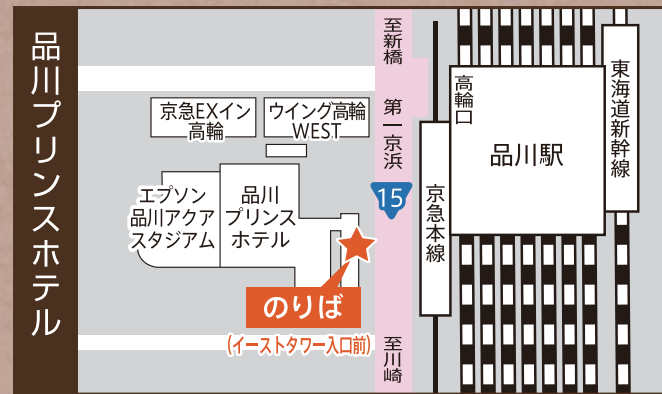 品川プリンスホテル
京急EXイン
高輪
ウイング高輪
WEST
エプソン
品川アクア
スタジアム
品川
プリンス
ホテル
のりば
(イーストタワー入口前)
至新橋
第一京浜
15
至川崎
京急本線
高輪口
品川駅
東海道新幹線